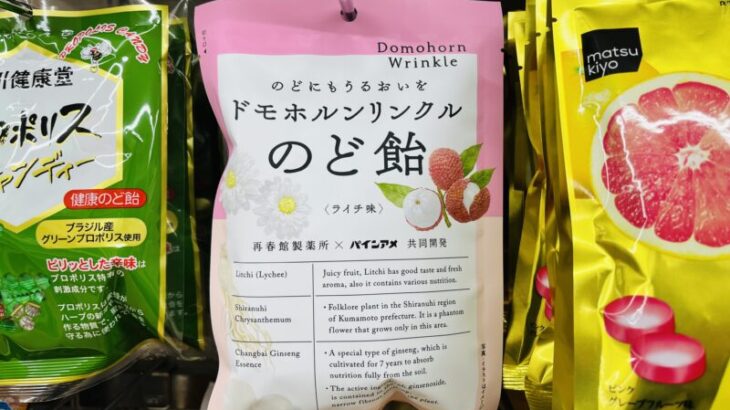 PROPOLIS CANDY
川健康堂
ポリス
キャンディー
健康のど飴
ブラジル産
グリーンプロポリス使用
ピリッとした辛味は
プロポリス特有の
刺激成分です
Domohorn
Wrinkle
のどにもうるおいを
ドモホルンリンクル
のど飴
〈ライチ味〉
再春館製薬所 × パインアメ 共同開発
Litchi (Lychee)
Juicy fruit, Litchi has good taste and fresh
aroma, also it contains various nutrition.
Shiranuhi
Chrysanthemum
・Folklore plant in the Shiranuhi region
of Kumamoto prefecture. It is a phantom
flower that grows only in this area.
Changbai Ginseng
Essence
・A special type of ginseng, which is
cultivated for 7 years to absorb
nutrition fully from the soil.
・The active
is contained
matsu
kiyo
ピンク
グレープフルーツ味